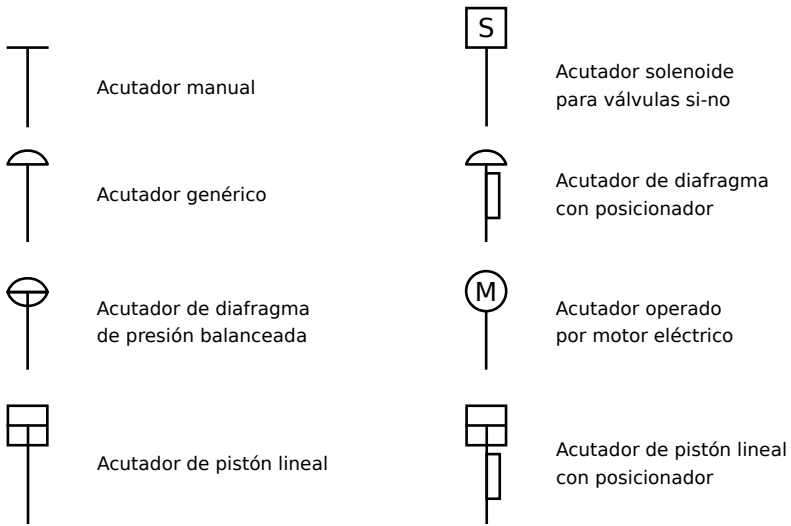 Acutador manual
S
Acutador solenoide
para válvulas si-no
Acutador genérico
Acutador de diafragma
con posicionador
Acutador de diafragma
de presión balanceada
M
Acutador operado
por motor eléctrico
Acutador de pistón lineal
Acutador de pistón lineal
con posicionador